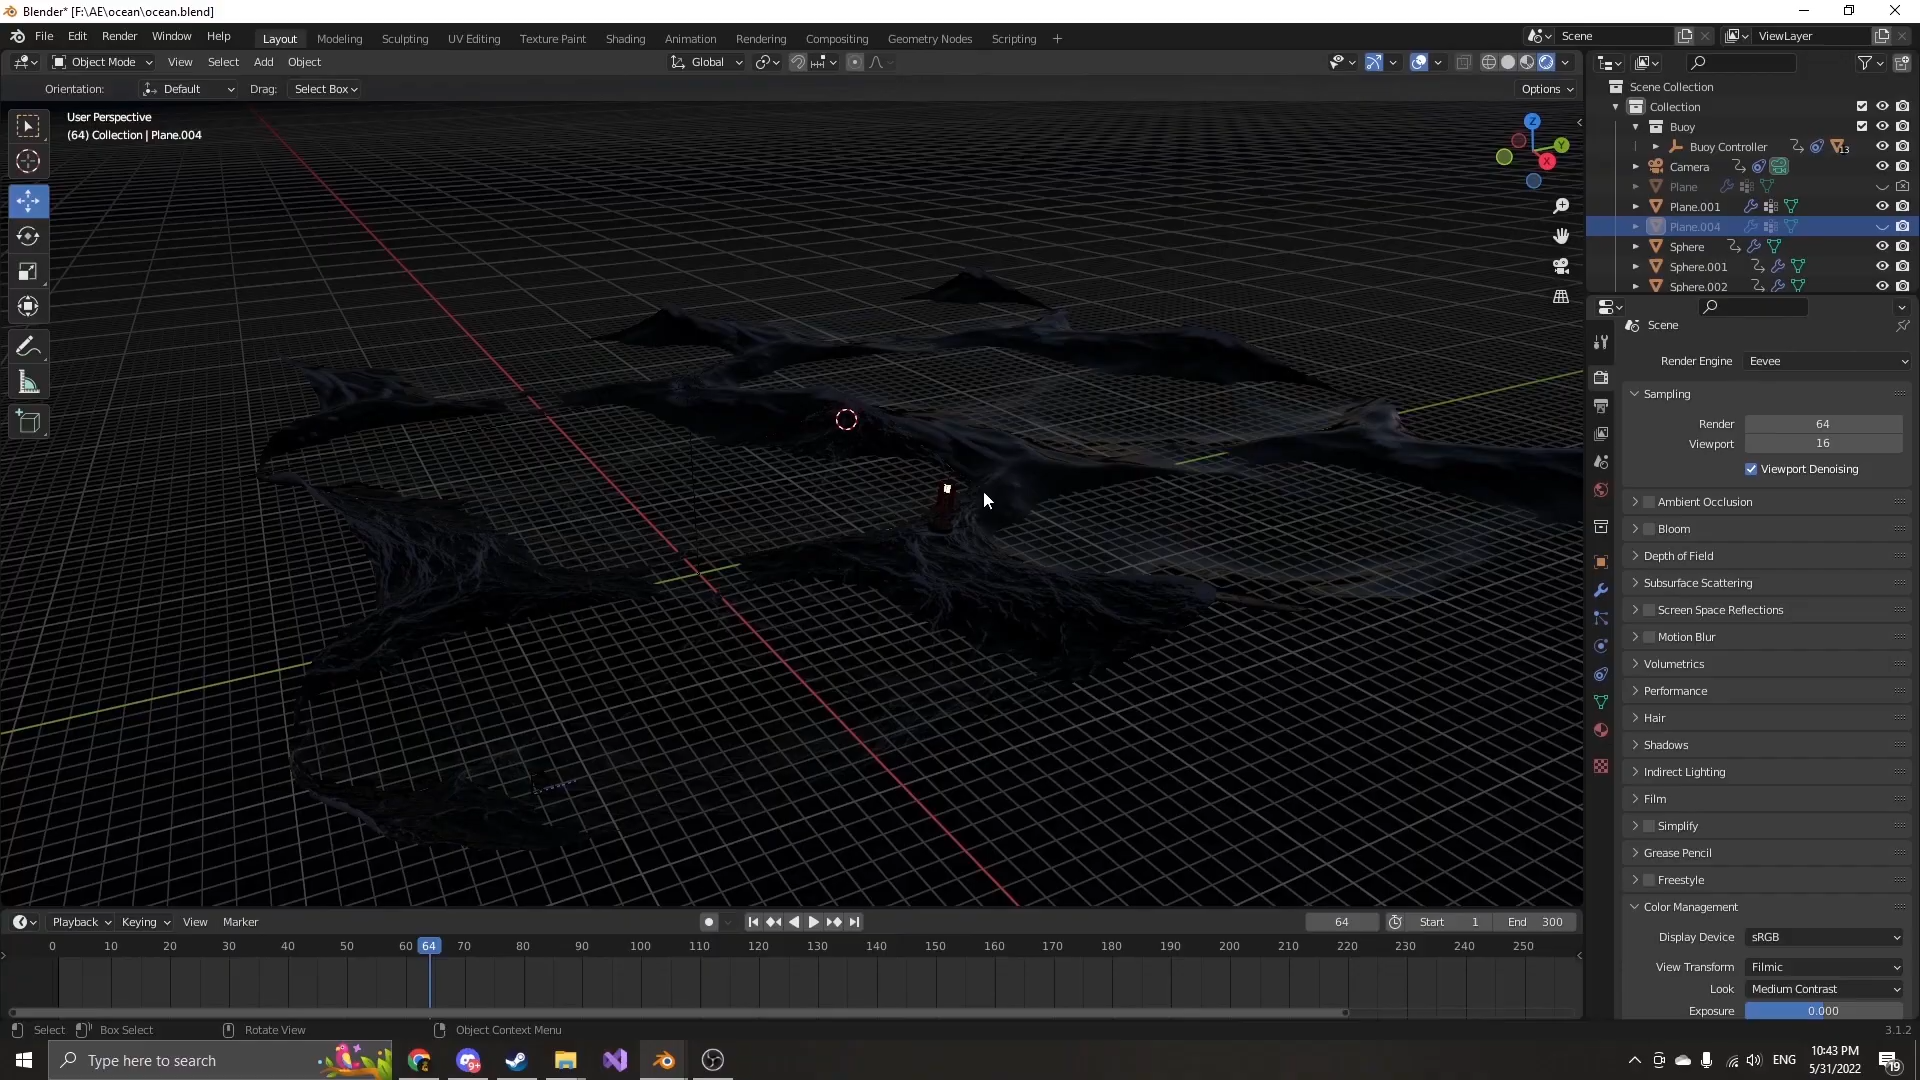 Blender* [F:\AE\ocean\ocean.blend]
File Edit Render Window Help Layout Modeling Sculpting UV Editing Texture Paint Shading Animation Rendering Compositing Geometry Nodes Scripting + Scene ViewLayer
Object Mode View Select Add Object Global
Orientation: Default Drag: Select Box Options
User Perspective
(64) Collection | Plane.004
Z
Y
X
Scene Collection
Collection
Buoy
Buoy Controller 13
Camera
Plane
Plane.001
Plane.004
Sphere
Sphere.001
Sphere.002
Scene
Render Engine Eevee
Sampling
Render 64
Viewport 16
Viewport Denoising
Ambient Occlusion
Bloom
Depth of Field
Subsurface Scattering
Screen Space Reflections
Motion Blur
Volumetrics
Performance
Hair
Shadows
Indirect Lighting
Film
Simplify
Grease Pencil
Freestyle
Color Management
Display Device sRGB
View Transform Filmic
Look Medium Contrast
Exposure 0.000
Playback Keying View Marker 64 Start 1 End 300
0 10 20 30 40 50 60 64 70 80 90 100 110 120 130 140 150 160 170 180 190 200 210 220 230 240 250
Select Box Select Rotate View Object Context Menu 3.1.2
Type here to search 9+ ENG 10:43 PM
5/31/2022 19